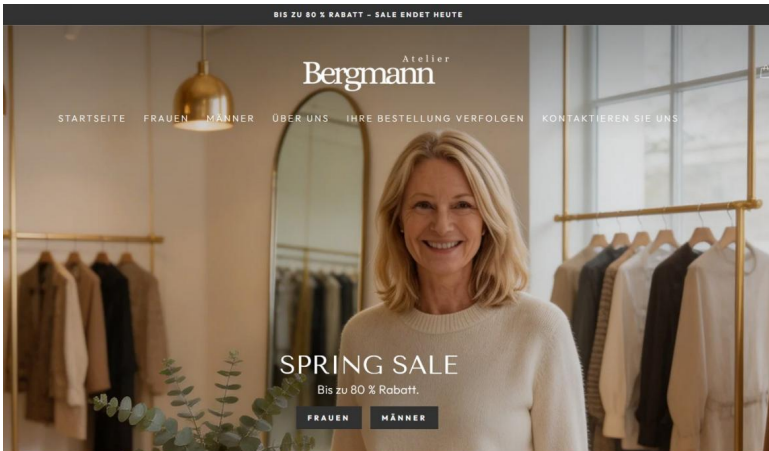 BIS ZU 80 % RABATT – SALE ENDET HEUTE
Atelier
Bergmann
STARTSEITE FRAUEN MÄNNER ÜBER UNS IHRE BESTELLUNG VERFOLGEN KONTAKTIEREN SIE UNS
SPRING SALE
Bis zu 80 % Rabatt.
FRAUEN MÄNNER